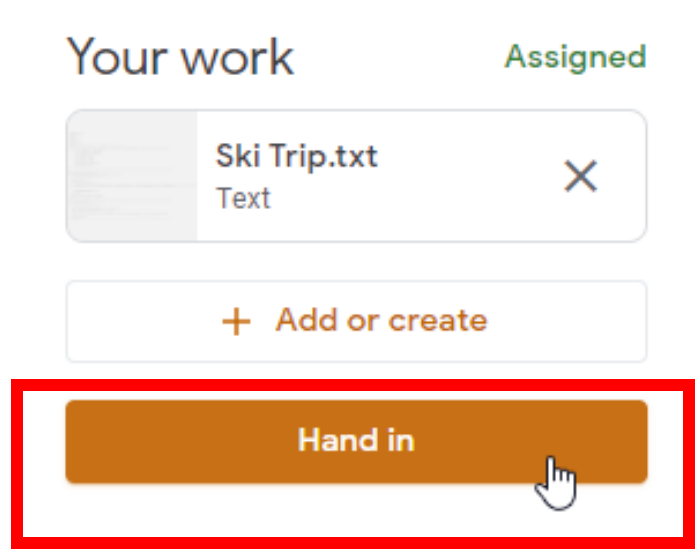 Your work
Assigned
Ski Trip.txt
Text
+ Add or create
Hand in